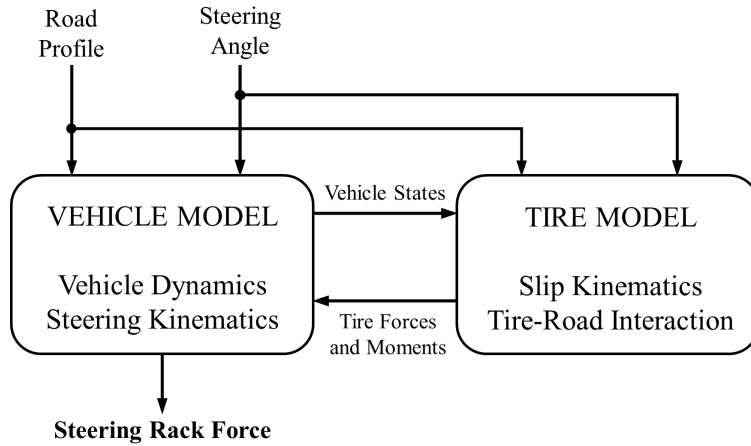 Road
Profile
Steering
Angle
VEHICLE MODEL
Vehicle Dynamics
Steering Kinematics
Vehicle States
Tire Forces
and Moments
TIRE MODEL
Slip Kinematics
Tire-Road Interaction
Steering Rack Force